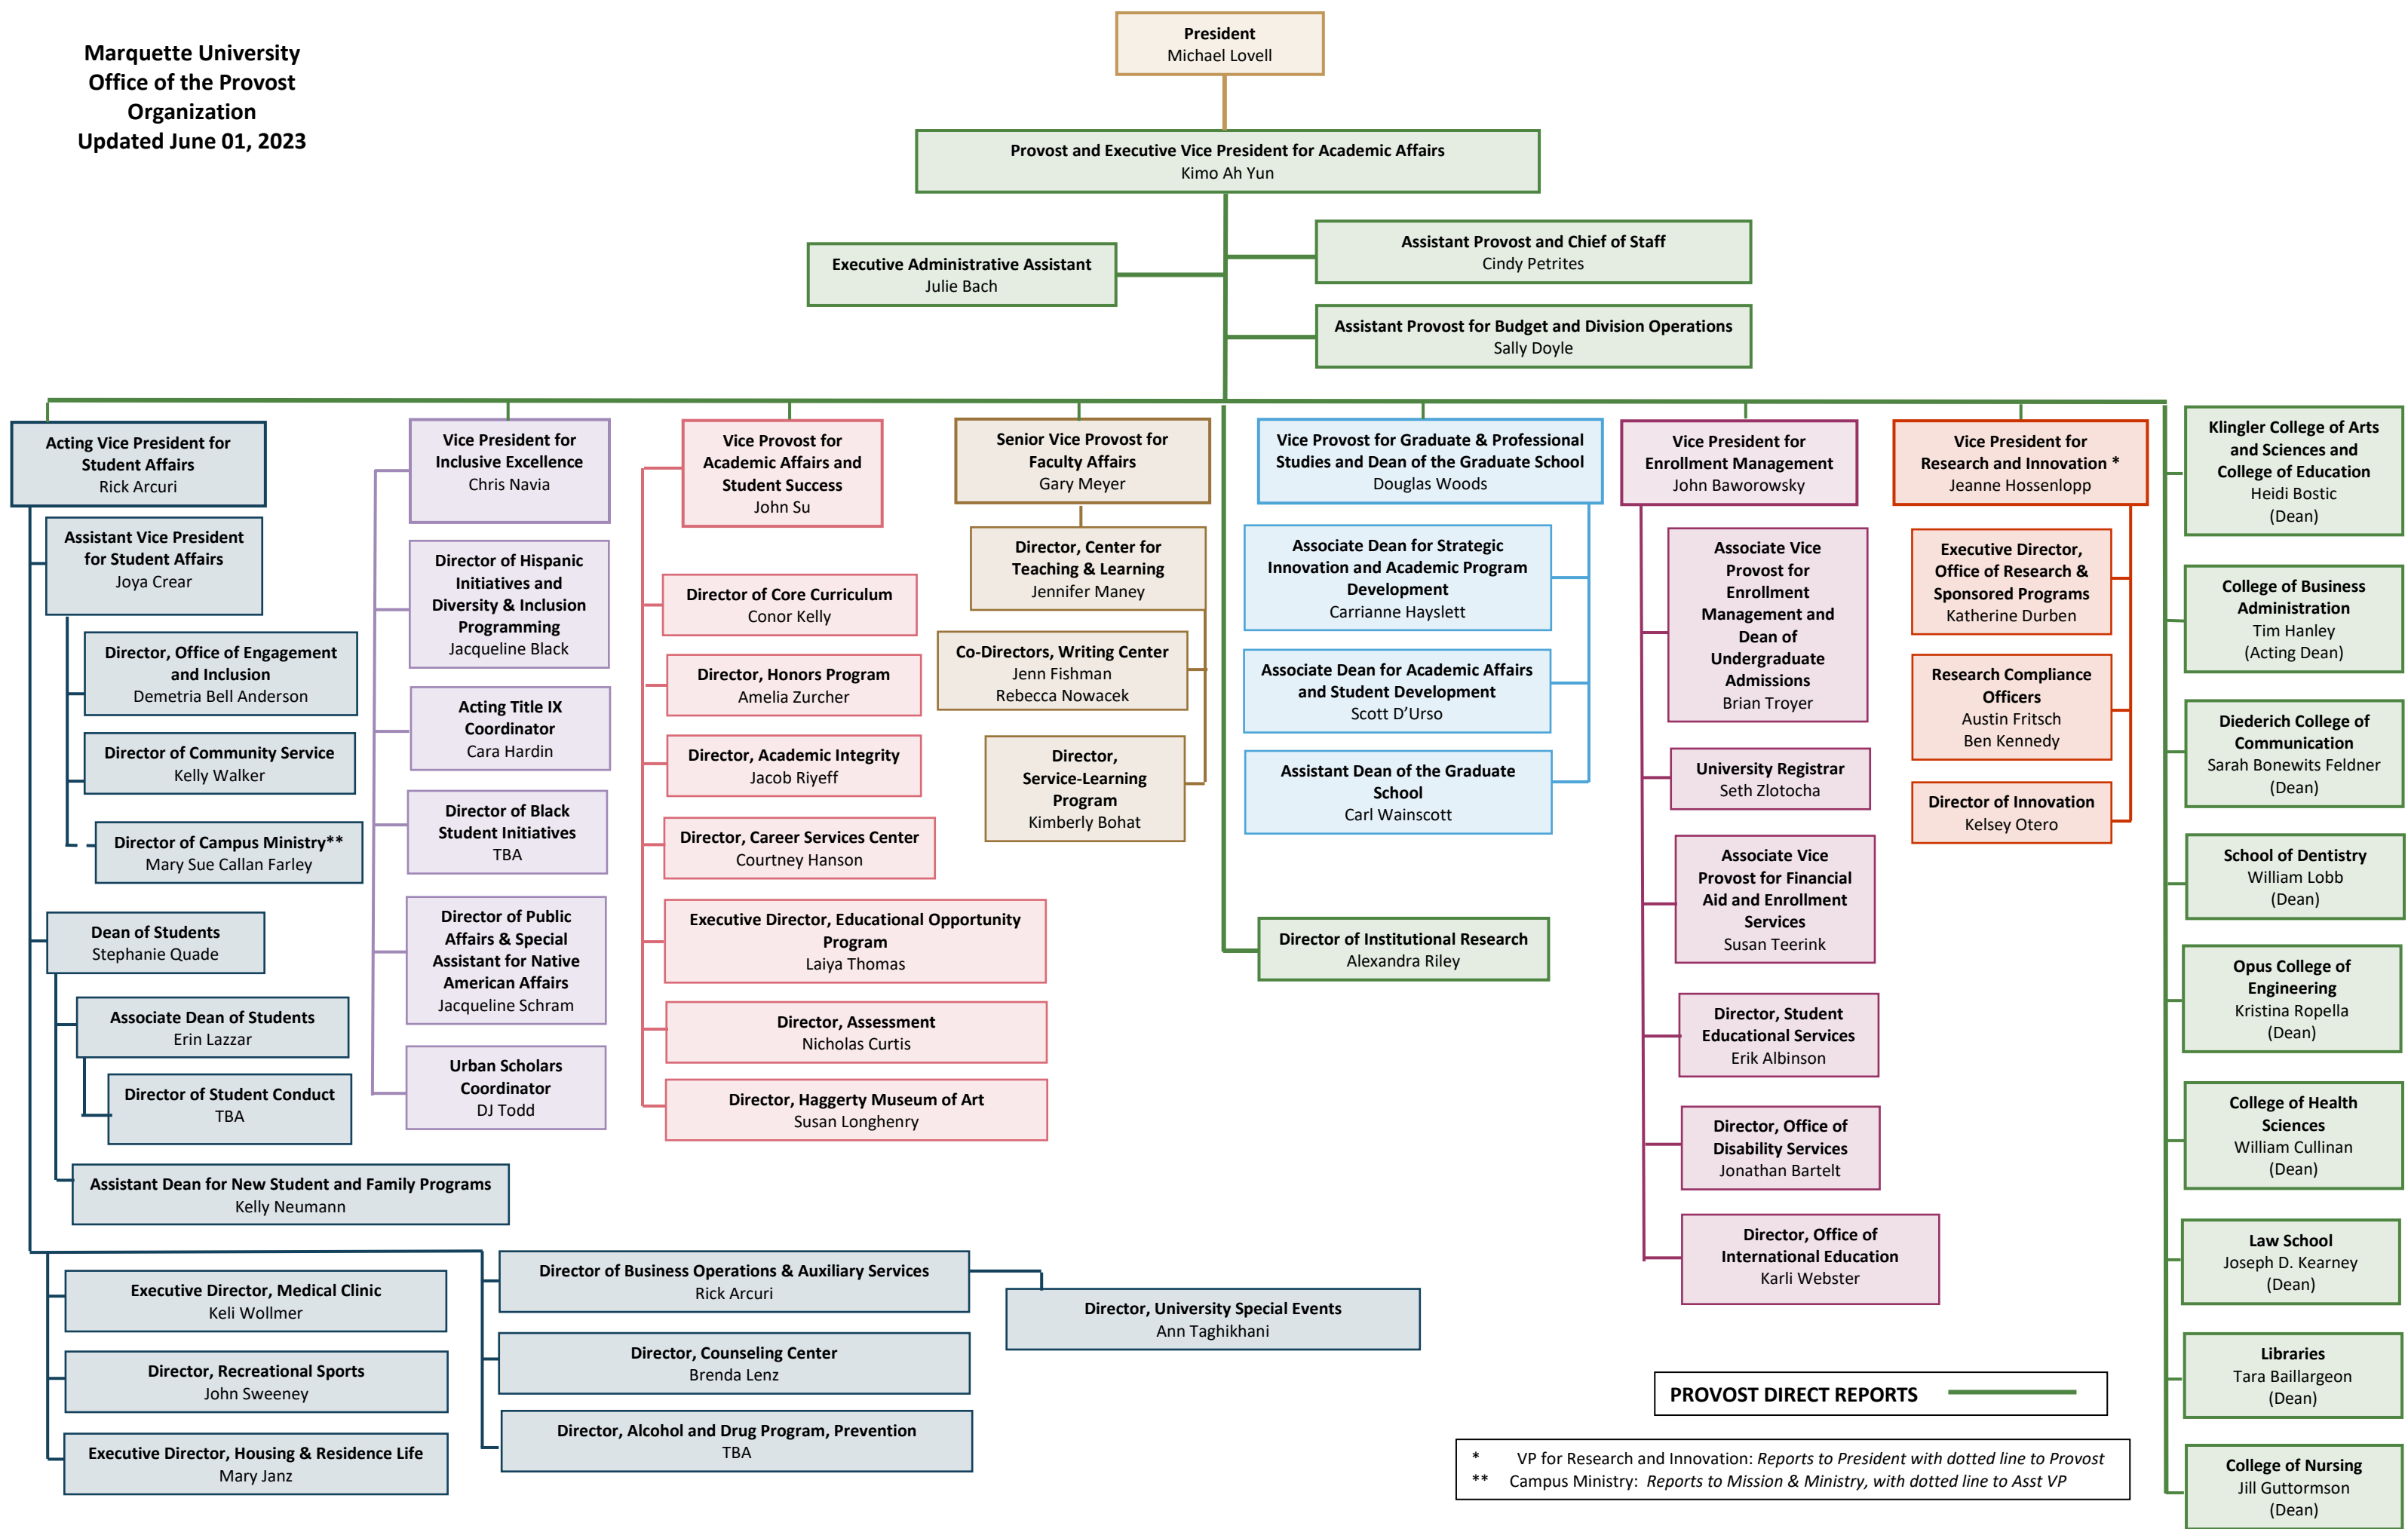 Marquette University
Office of the Provost
Organization
Updated June 01, 2023
President
Michael Lovell
Provost and Executive Vice President for Academic Affairs
Kimo Ah Yun
Executive Administrative Assistant
Julie Bach
Assistant Provost and Chief of Staff
Cindy Petrites
Assistant Provost for Budget and Division Operations
Sally Doyle
Acting Vice President for
Student Affairs
Rick Arcuri
Assistant Vice President
for Student Affairs
Joya Crear
Director, Office of Engagement
and Inclusion
Demetria Bell Anderson
Director of Community Service
Kelly Walker
Director of Campus Ministry**
Mary Sue Callan Farley
Dean of Students
Stephanie Quade
Associate Dean of Students
Erin Lazzar
Director of Student Conduct
TBA
Assistant Dean for New Student and Family Programs
Kelly Neumann
Executive Director, Medical Clinic
Keli Wollmer
Director, Recreational Sports
John Sweeney
Executive Director, Housing & Residence Life
Mary Janz
Director of Business Operations & Auxiliary Services
Rick Arcuri
Director, Counseling Center
Brenda Lenz
Director, Alcohol and Drug Program, Prevention
TBA
Director, University Special Events
Ann Taghikhani
Vice President for
Inclusive Excellence
Chris Navia
Director of Hispanic
Initiatives and
Diversity & Inclusion
Programming
Jacqueline Black
Acting Title IX
Coordinator
Cara Hardin
Director of Black
Student Initiatives
TBA
Director of Public
Affairs & Special
Assistant for Native
American Affairs
Jacqueline Schram
Urban Scholars
Coordinator
DJ Todd
Vice Provost for
Academic Affairs and
Student Success
John Su
Director of Core Curriculum
Conor Kelly
Director, Honors Program
Amelia Zurcher
Director, Academic Integrity
Jacob Riyeff
Director, Career Services Center
Courtney Hanson
Executive Director, Educational Opportunity
Program
Laiya Thomas
Director, Assessment
Nicholas Curtis
Director, Haggerty Museum of Art
Susan Longhenry
Senior Vice Provost for
Faculty Affairs
Gary Meyer
Director, Center for
Teaching & Learning
Jennifer Maney
Co-Directors, Writing Center
Jenn Fishman
Rebecca Nowacek
Director,
Service-Learning
Program
Kimberly Bohat
Vice Provost for Graduate & Professional
Studies and Dean of the Graduate School
Douglas Woods
Associate Dean for Strategic
Innovation and Academic Program
Development
Carrianne Hayslett
Associate Dean for Academic Affairs
and Student Development
Scott D’Urso
Assistant Dean of the Graduate
School
Carl Wainscott
Director of Institutional Research
Alexandra Riley
Vice President for
Enrollment Management
John Baworowsky
Associate Vice
Provost for
Enrollment
Management and
Dean of
Undergraduate
Admissions
Brian Troyer
University Registrar
Seth Zlotocha
Associate Vice
Provost for Financial
Aid and Enrollment
Services
Susan Teerink
Director, Student
Educational Services
Erik Albinson
Director, Office of
Disability Services
Jonathan Bartelt
Director, Office of
International Education
Karli Webster
Vice President for
Research and Innovation *
Jeanne Hossenlopp
Executive Director,
Office of Research &
Sponsored Programs
Katherine Durben
Research Compliance
Officers
Austin Fritsch
Ben Kennedy
Director of Innovation
Kelsey Otero
Klingler College of Arts
and Sciences and
College of Education
Heidi Bostic
(Dean)
College of Business
Administration
Tim Hanley
(Acting Dean)
Diederich College of
Communication
Sarah Bonewits Feldner
(Dean)
School of Dentistry
William Lobb
(Dean)
Opus College of
Engineering
Kristina Ropella
(Dean)
College of Health
Sciences
William Cullinan
(Dean)
Law School
Joseph D. Kearney
(Dean)
Libraries
Tara Baillargeon
(Dean)
College of Nursing
Jill Guttormson
(Dean)
PROVOST DIRECT REPORTS
* VP for Research and Innovation: Reports to President with dotted line to Provost
** Campus Ministry: Reports to Mission & Ministry, with dotted line to Asst VP